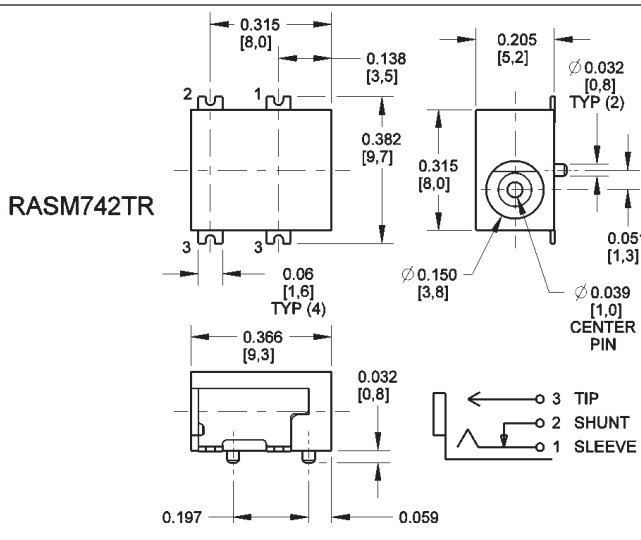 0.315
[8,0]
0.138
[3,5]
2
1
0.382
[9,7]
RASM742TR
3
3
0.06
[1,6]
TYP (4)
0.205
[5,2]
Ø 0.032
[0,8]
TYP (2)
0.315
[8,0]
0.051
[1,3]
Ø 0.150
[3,8]
Ø 0.039
[1,0]
CENTER
PIN
0.366
[9,3]
0.032
[0,8]
0.197
0.059
3 TIP
2 SHUNT
1 SLEEVE